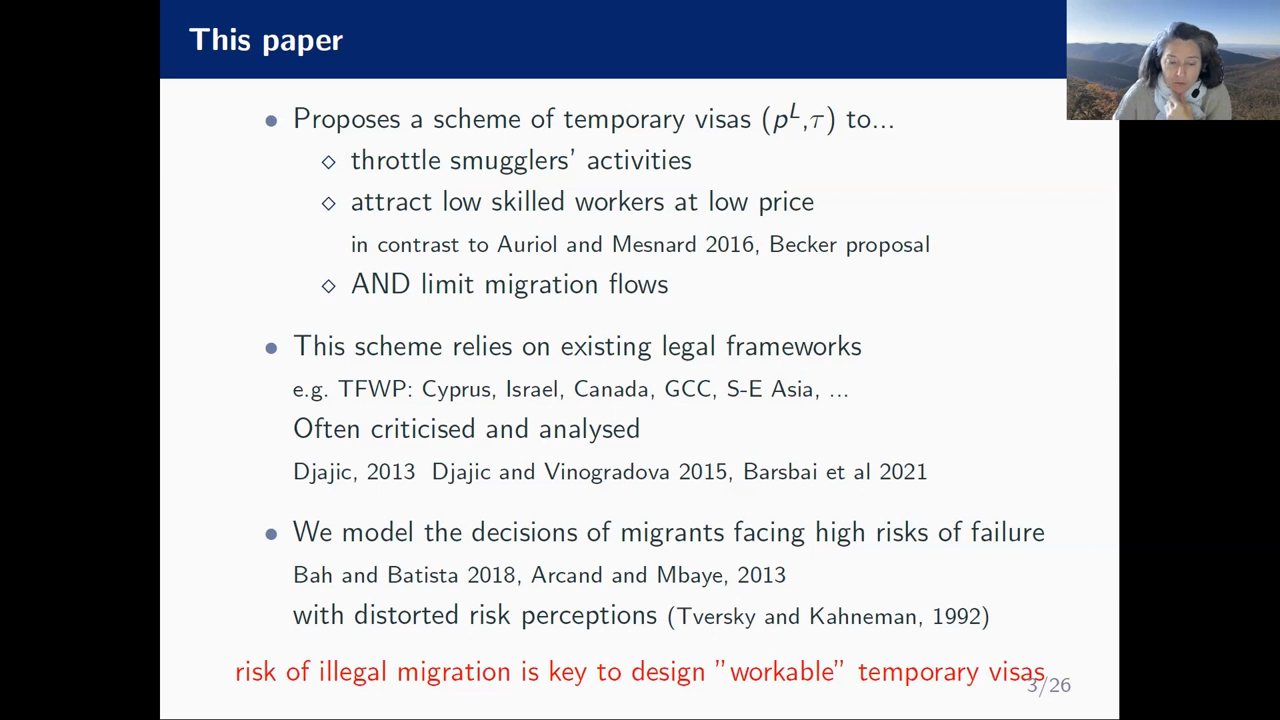 This paper
• Proposes a scheme of temporary visas (p^L,τ) to...
◇ throttle smugglers' activities
◇ attract low skilled workers at low price
in contrast to Auriol and Mesnard 2016, Becker proposal
◇ AND limit migration flows
• This scheme relies on existing legal frameworks
e.g. TFWP: Cyprus, Israel, Canada, GCC, S-E Asia, ...
Often criticised and analysed
Djajic, 2013 Djajic and Vinogradova 2015, Barsbai et al 2021
• We model the decisions of migrants facing high risks of failure
Bah and Batista 2018, Arcand and Mbaye, 2013
with distorted risk perceptions (Tversky and Kahneman, 1992)
risk of illegal migration is key to design "workable" temporary visas
3/26